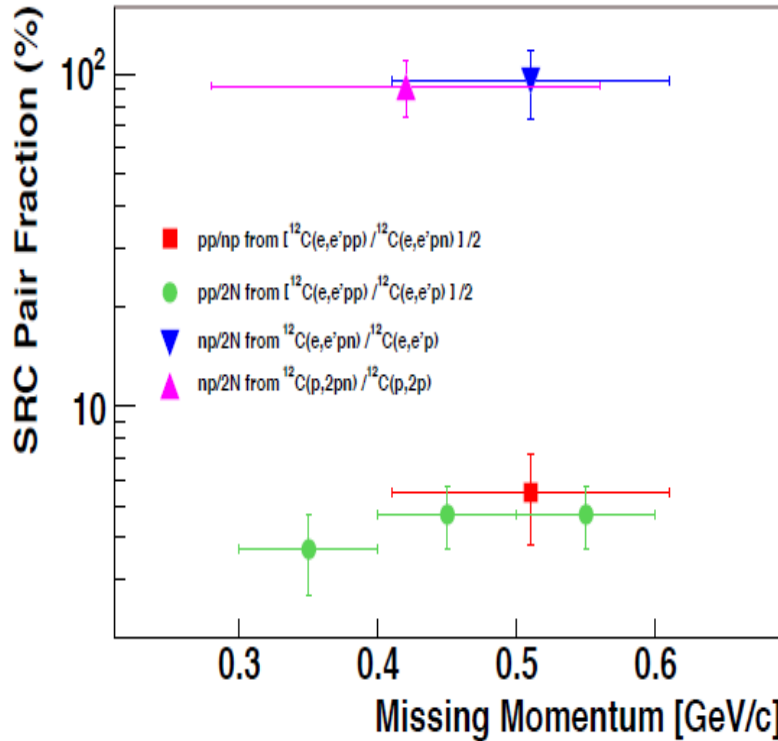 SRC Pair Fraction (%)
10²
pp/np from [¹²C(e,e'pp) /¹²C(e,e'pn) ] /2
pp/2N from [¹²C(e,e'pp) /¹²C(e,e'p) ] /2
np/2N from ¹²C(e,e'pn) /¹²C(e,e'p)
np/2N from ¹²C(p,2pn) /¹²C(p,2p)
10
0.3 0.4 0.5 0.6
Missing Momentum [GeV/c]